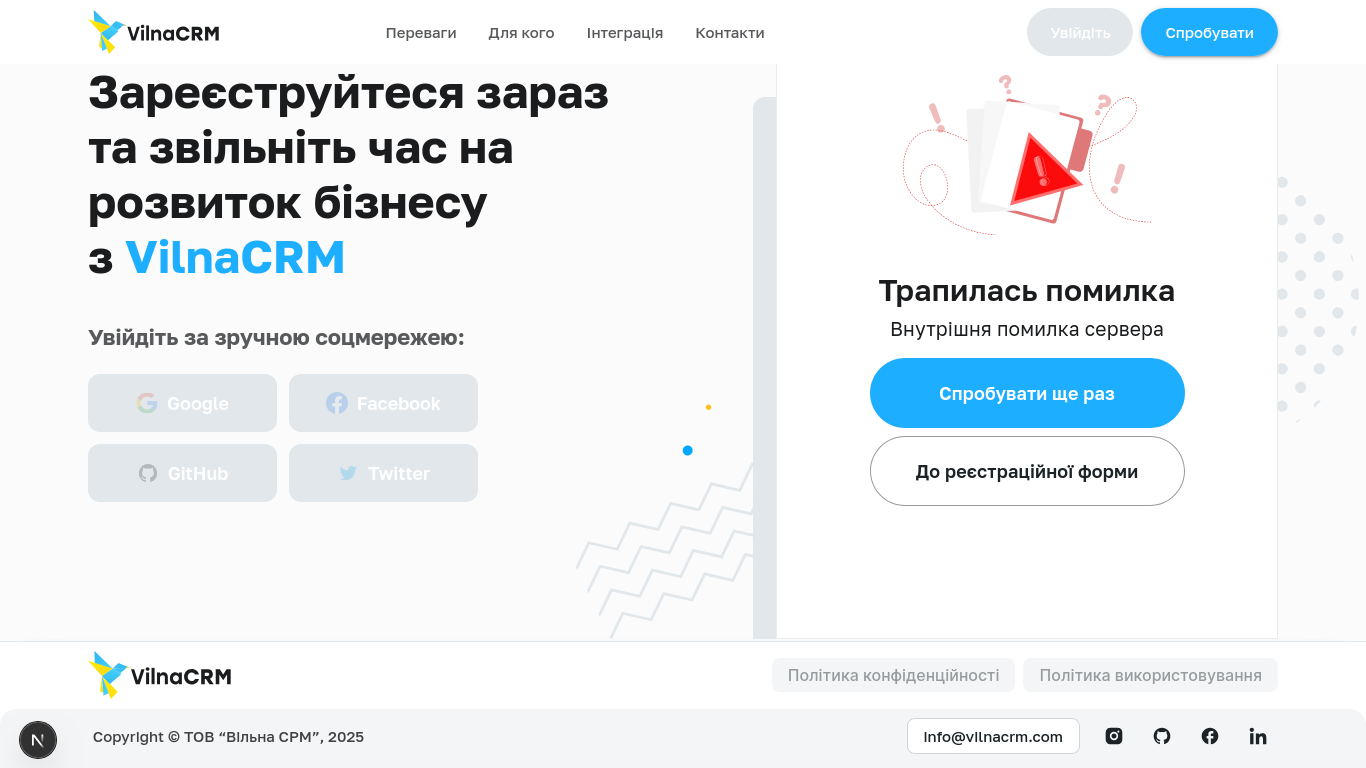 VilnaCRM
Переваги
Для кого
Інтеграція
Контакти
Увійдіть
Спробувати
Зареєструйтеся зараз
та звільніть час на
розвиток бізнесу
з VilnaCRM
Увійдіть за зручною соцмережею:
Google
Facebook
GitHub
Twitter
Трапилась помилка
Внутрішня помилка сервера
Спробувати ще раз
До реєстраційної форми
VilnaCRM
Політика конфіденційності
Політика використовування
Copyright © ТОВ “Вільна СРМ”, 2025
info@vilnacrm.com